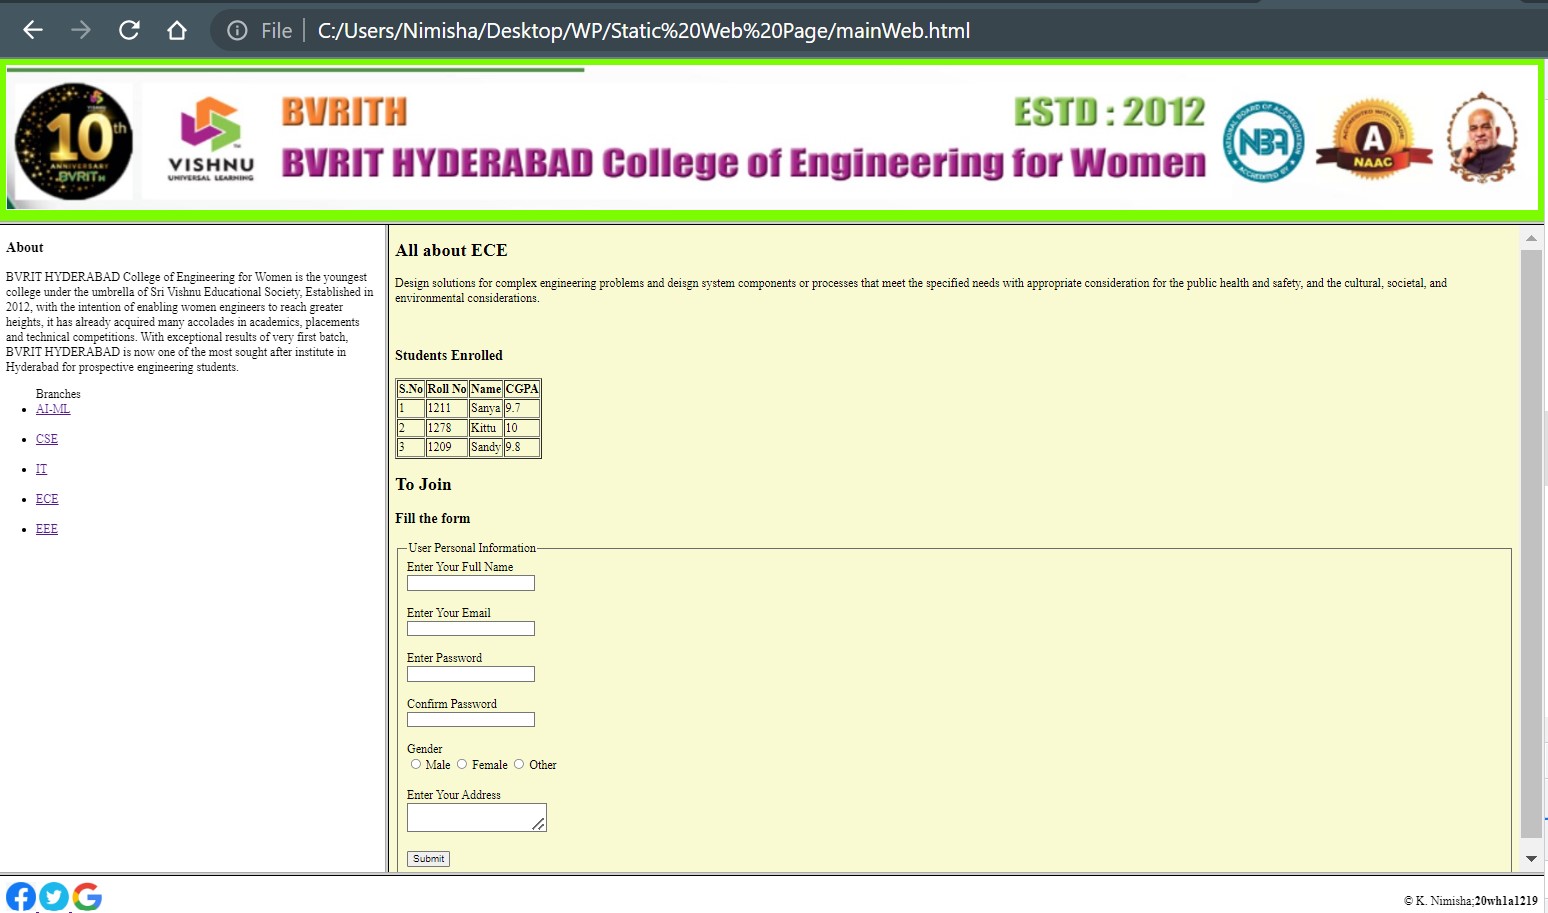 File | C:/Users/Nimisha/Desktop/WP/Static%20Web%20Page/mainWeb.html
10th
ANNIVERSARY
BVRITH
VISHNU
UNIVERSAL LEARNING
BVRITH
ESTD : 2012
BVRIT HYDERABAD College of Engineering for Women
NATIONAL BOARD OF ACCREDITATION
NBA
ACCREDITED BY
ACCREDITED WITH GRADE
A
NAAC
About
BVRIT HYDERABAD College of Engineering for Women is the youngest
college under the umbrella of Sri Vishnu Educational Society, Established in
2012, with the intention of enabling women engineers to reach greater
heights, it has already acquired many accolades in academics, placements
and technical competitions. With exceptional results of very first batch,
BVRIT HYDERABAD is now one of the most sought after institute in
Hyderabad for prospective engineering students.
Branches
AI-ML
CSE
IT
ECE
EEE
All about ECE
Design solutions for complex engineering problems and deisgn system components or processes that meet the specified needs with appropriate consideration for the public health and safety, and the cultural, societal, and
environmental considerations.
Students Enrolled
S.No Roll No Name CGPA
1 1211 Sanya 9.7
2 1278 Kittu 10
3 1209 Sandy 9.8
To Join
Fill the form
User Personal Information
Enter Your Full Name
Enter Your Email
Enter Password
Confirm Password
Gender
Male Female Other
Enter Your Address
Submit
© K. Nimisha;20wh1a1219